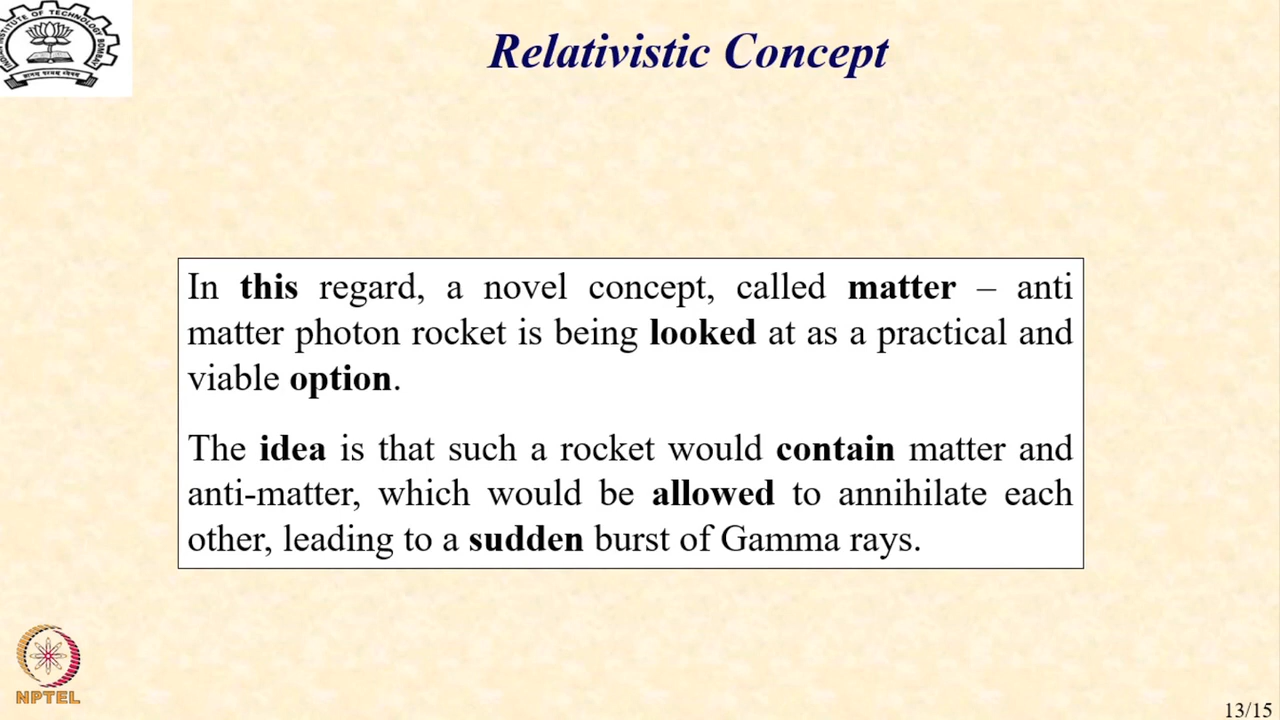 Relativistic Concept
In this regard, a novel concept, called matter – anti
matter photon rocket is being looked at as a practical and
viable option.
The idea is that such a rocket would contain matter and
anti-matter, which would be allowed to annihilate each
other, leading to a sudden burst of Gamma rays.
NPTEL
13/15